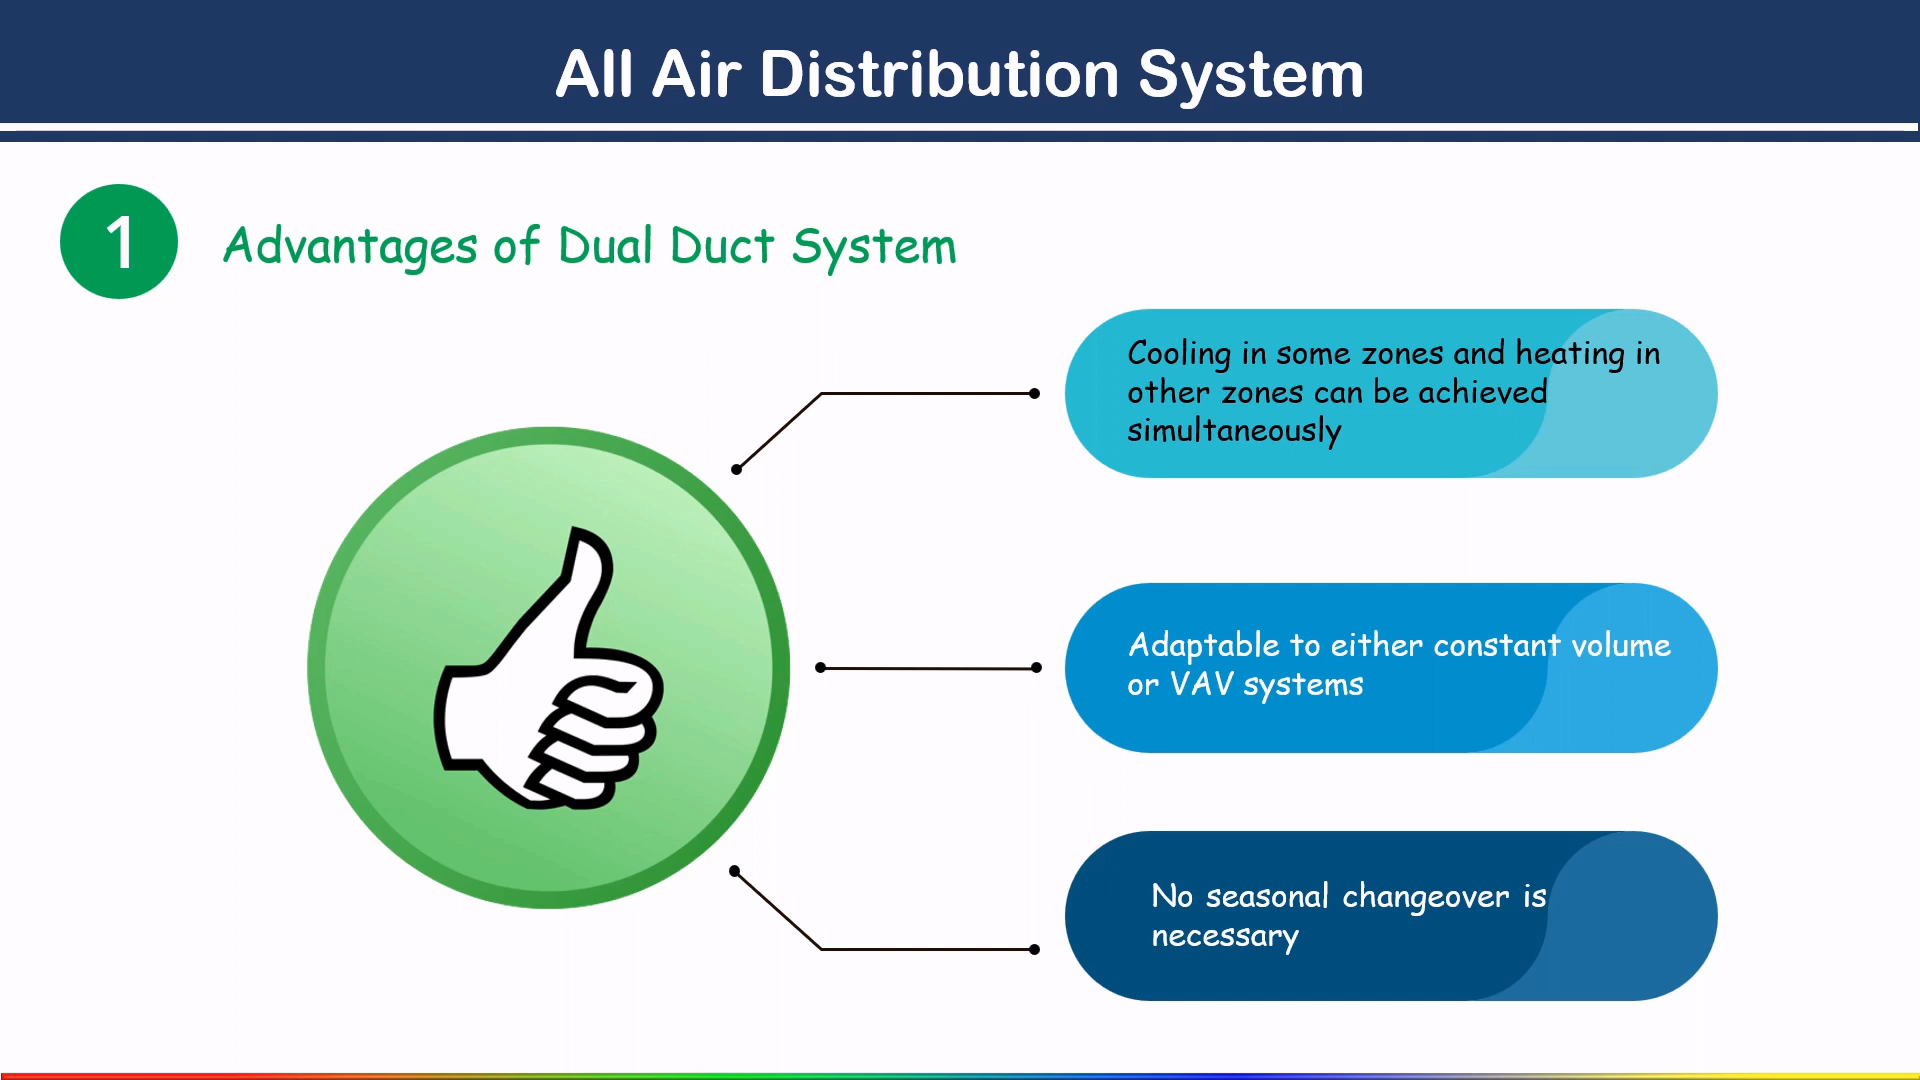 All Air Distribution System
1
Advantages of Dual Duct System
Cooling in some zones and heating in
other zones can be achieved
simultaneously
Adaptable to either constant volume
or VAV systems
No seasonal changeover is
necessary